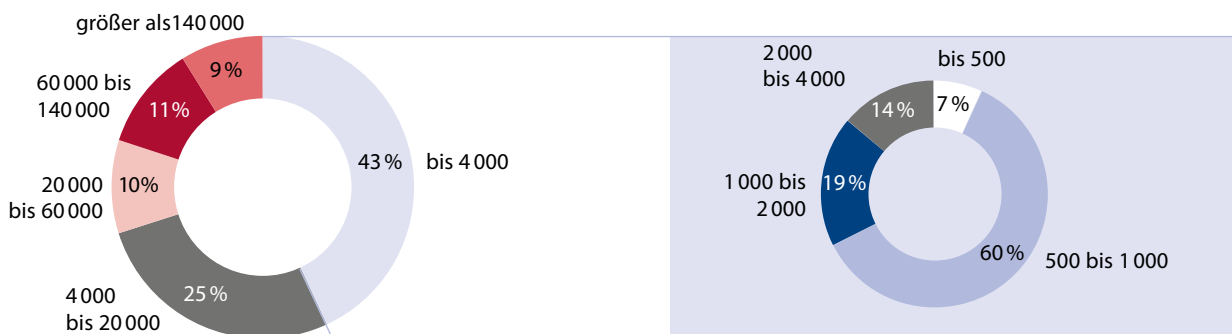 größer als140 000
9 %
60 000 bis
140 000
11 %
20 000
bis 60 000
10%
4 000
bis 20 000
25 %
43 %
bis 4 000
2 000
bis 4 000
14 %
bis 500
7 %
1 000 bis
2 000
19 %
60 %
500 bis 1 000